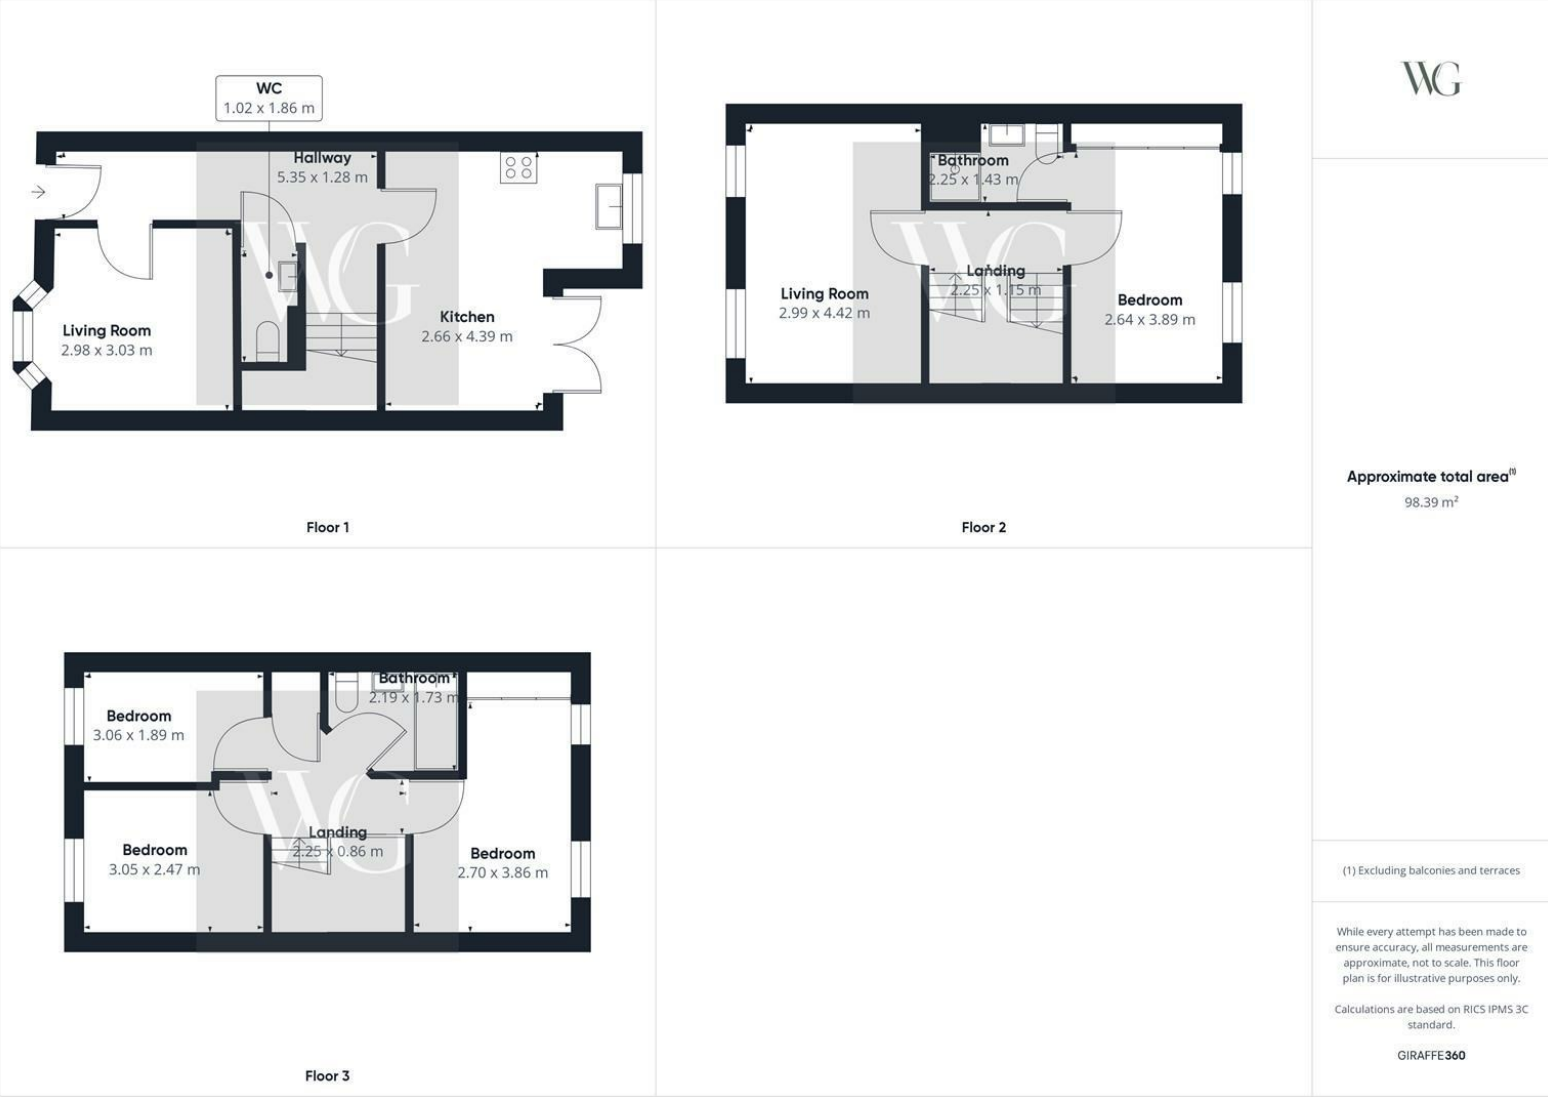 WC
1.02 x 1.86 m
Hallway
5.35 x 1.28 m
Living Room
2.98 x 3.03 m
Kitchen
2.66 x 4.39 m
WG
Floor 1
Bathroom
2.25 x 1.43 m
Landing
2.25 x 1.15 m
Living Room
2.99 x 4.42 m
Bedroom
2.64 x 3.89 m
WG
Floor 2
Bathroom
2.19 x 1.73 m
Bedroom
3.06 x 1.89 m
Landing
2.25 x 0.86 m
Bedroom
3.05 x 2.47 m
Bedroom
2.70 x 3.86 m
WG
Floor 3
WG
Approximate total area(1)
98.39 m²
(1) Excluding balconies and terraces
While every attempt has been made to
ensure accuracy, all measurements are
approximate, not to scale. This floor
plan is for illustrative purposes only.
Calculations are based on RICS IPMS 3C
standard.
GIRAFFE360